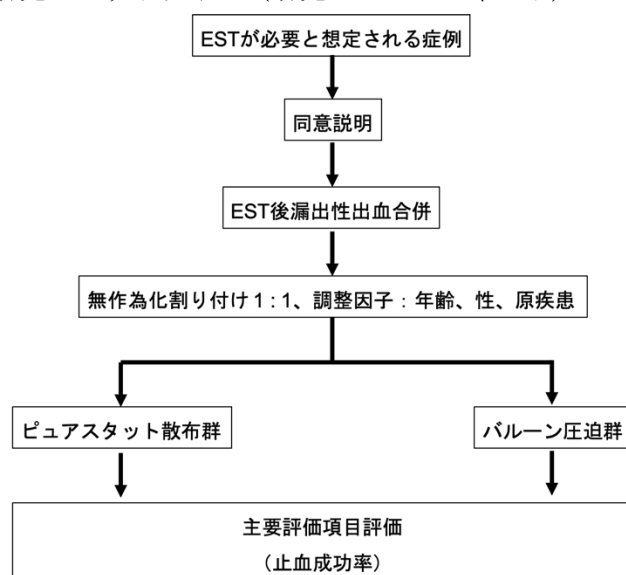 ESTが必要と想定される症例
同意説明
EST後漏出性出血合併
無作為化割り付け 1 : 1、調整因子 : 年齢、性、原疾患
ピュアスタット散布群
バルーン圧迫群
主要評価項目評価
(止血成功率)